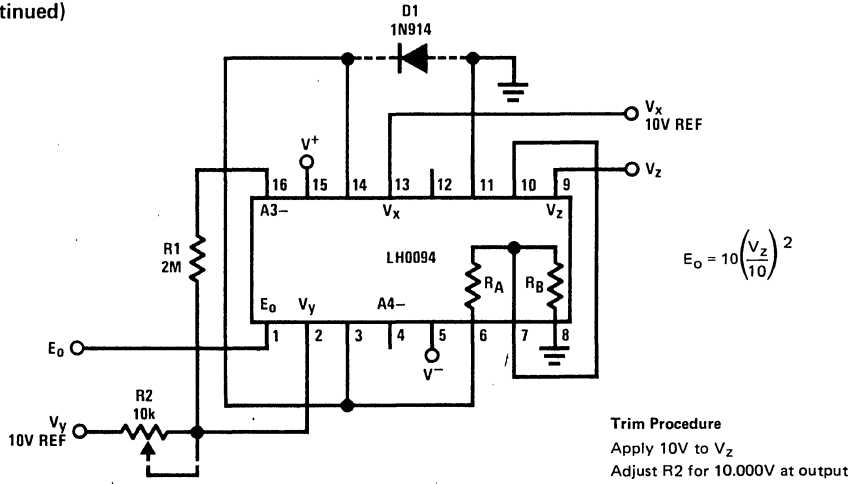 tinued)
D1
1N914
Vx
10V REF
V+
Vz
16 15 14 13 12 11 10 9
A3− Vx Vz
R1
2M
LH0094
RA RB
Eo = 10(Vz/10)2
Eo Vy A4−
1 2 3 4 5 6 7 8
Eo
V−
R2
10k
Vy
10V REF
Trim Procedure
Apply 10V to Vz
Adjust R2 for 10.000V at output